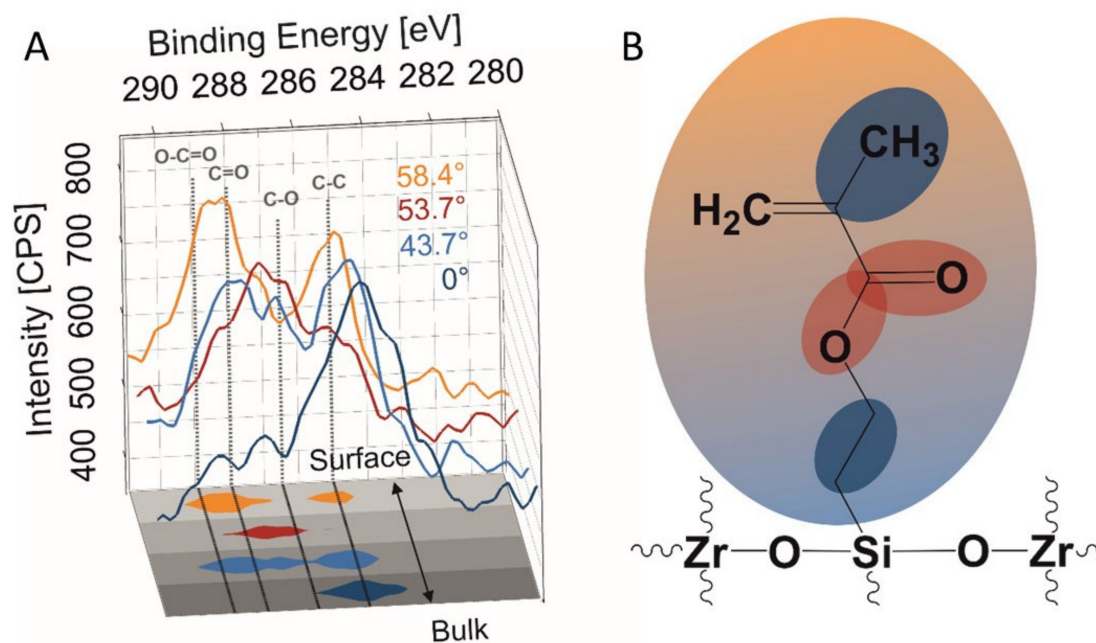 A
Binding Energy [eV]
290 288 286 284 282 280
Intensity [CPS]
800
700
600
500
400
O-C=O
C=O
C-O
C-C
58.4°
53.7°
43.7°
0°
Surface
Bulk
B
CH₃
H₂C
O
O
Zr O Si O Zr